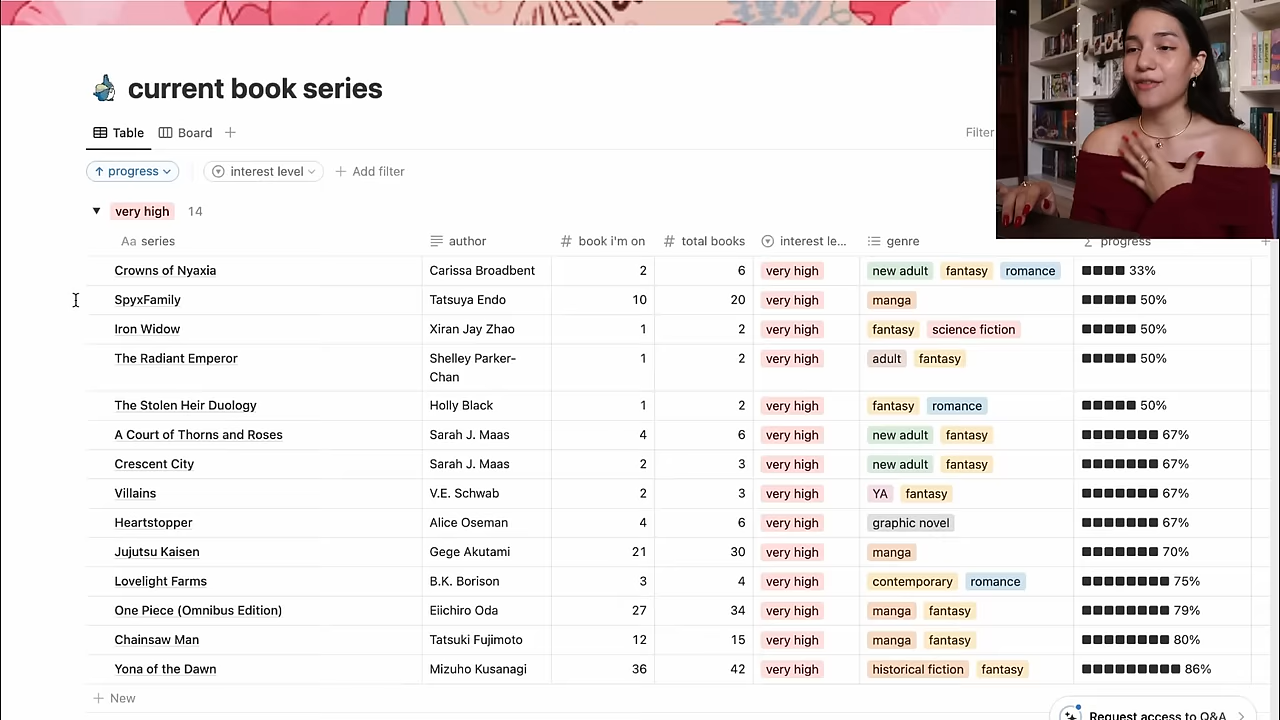 current book series
Table Board
Filter
progress interest level Add filter
very high 14
Aa series author # book i'm on # total books interest le... genre Σ progress
Crowns of Nyaxia Carissa Broadbent 2 6 very high new adult fantasy romance 33%
SpyxFamily Tatsuya Endo 10 20 very high manga 50%
Iron Widow Xiran Jay Zhao 1 2 very high fantasy science fiction 50%
The Radiant Emperor Shelley Parker- 1 2 very high adult fantasy 50%
Chan
The Stolen Heir Duology Holly Black 1 2 very high fantasy romance 50%
A Court of Thorns and Roses Sarah J. Maas 4 6 very high new adult fantasy 67%
Crescent City Sarah J. Maas 2 3 very high new adult fantasy 67%
Villains V.E. Schwab 2 3 very high YA fantasy 67%
Heartstopper Alice Oseman 4 6 very high graphic novel 67%
Jujutsu Kaisen Gege Akutami 21 30 very high manga 70%
Lovelight Farms B.K. Borison 3 4 very high contemporary romance 75%
One Piece (Omnibus Edition) Eiichiro Oda 27 34 very high manga fantasy 79%
Chainsaw Man Tatsuki Fujimoto 12 15 very high manga fantasy 80%
Yona of the Dawn Mizuho Kusanagi 36 42 very high historical fiction fantasy 86%
New
Request access to Q&A